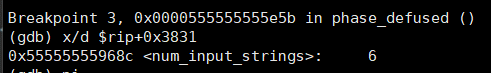 Breakpoint 3, 0x0000555555555e5b in phase_defused ()
(gdb) x/d $rip+0x3831
0x55555555968c <num_input_strings>:     6